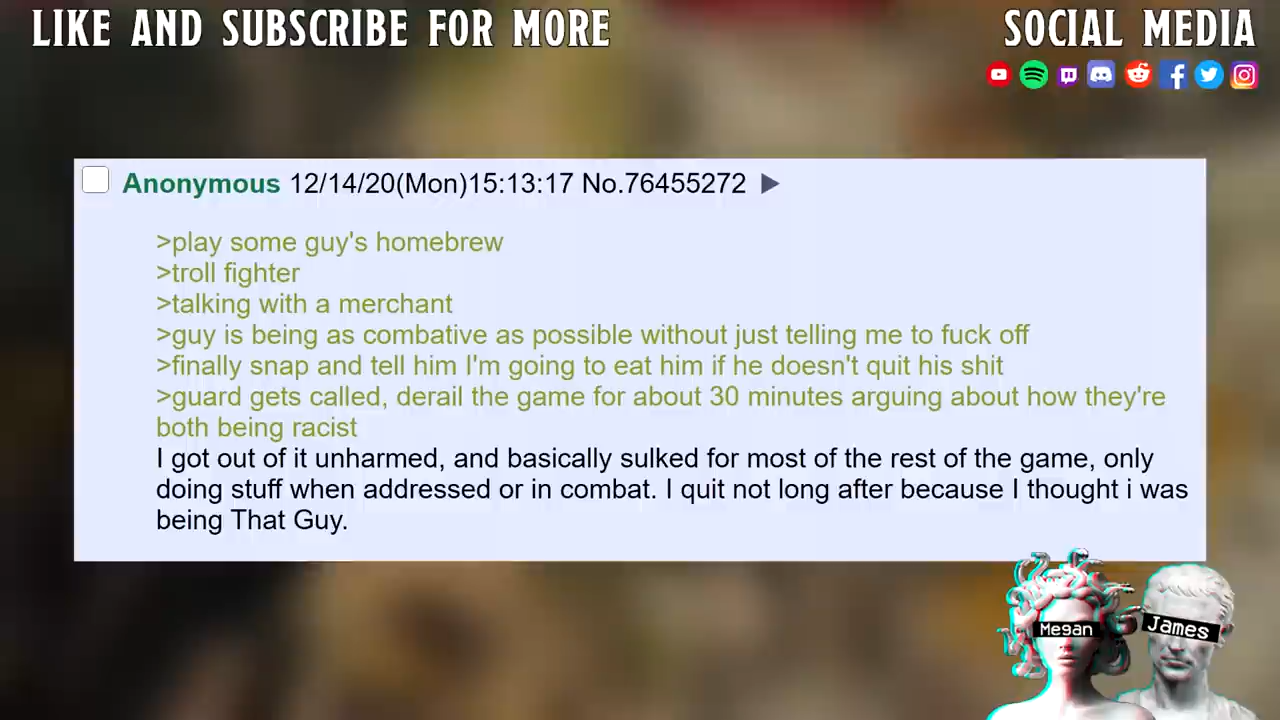 LIKE AND SUBSCRIBE FOR MORE
SOCIAL MEDIA
Anonymous 12/14/20(Mon)15:13:17 No.76455272 ▶
>play some guy's homebrew
>troll fighter
>talking with a merchant
>guy is being as combative as possible without just telling me to fuck off
>finally snap and tell him I'm going to eat him if he doesn't quit his shit
>guard gets called, derail the game for about 30 minutes arguing about how they're
both being racist
I got out of it unharmed, and basically sulked for most of the rest of the game, only
doing stuff when addressed or in combat. I quit not long after because I thought i was
being That Guy.
Megan
James